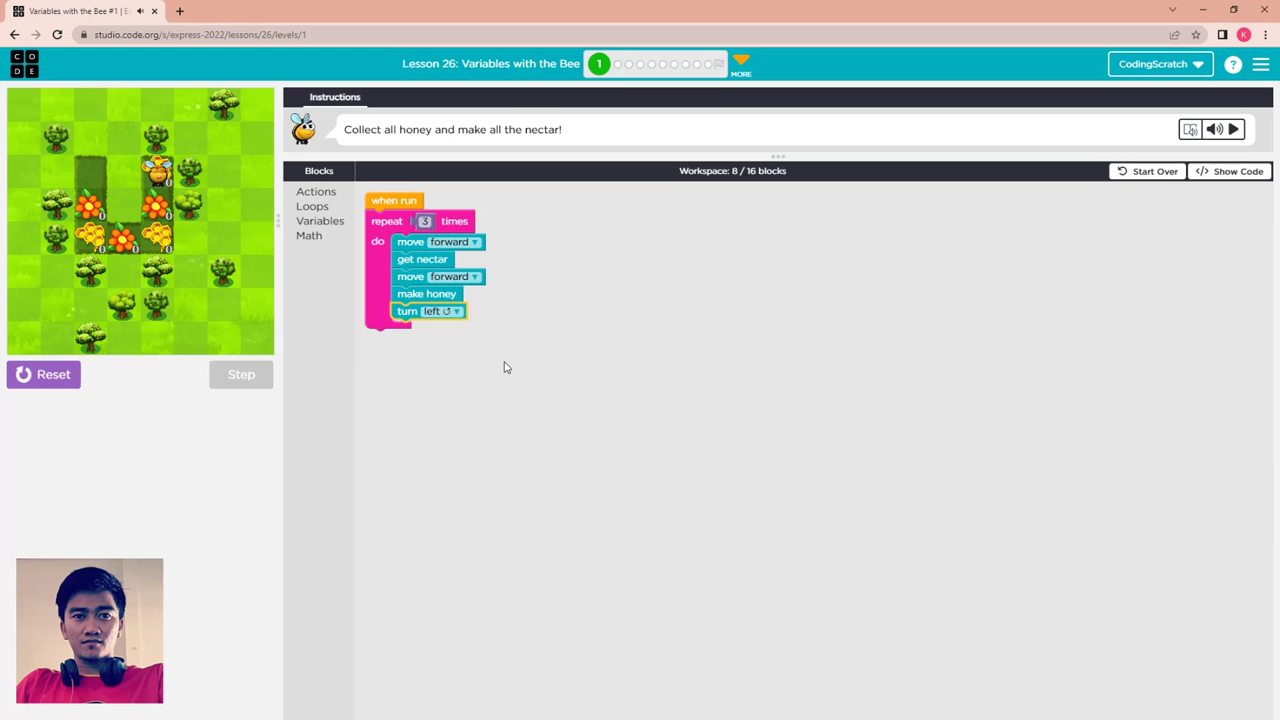 Variables with the Bee #1 | E
studio.code.org/s/express-2022/lessons/26/levels/1
K
C O
D E
Lesson 26: Variables with the Bee
1
MORE
CodingScratch
?
Instructions
Collect all honey and make all the nectar!
Blocks
Workspace: 8 / 16 blocks
Start Over
</> Show Code
Actions
Loops
Variables
Math
when run
repeat 3 times
do
move forward
get nectar
move forward
make honey
turn left ↺
0
0 0
0 0 0
Reset
Step